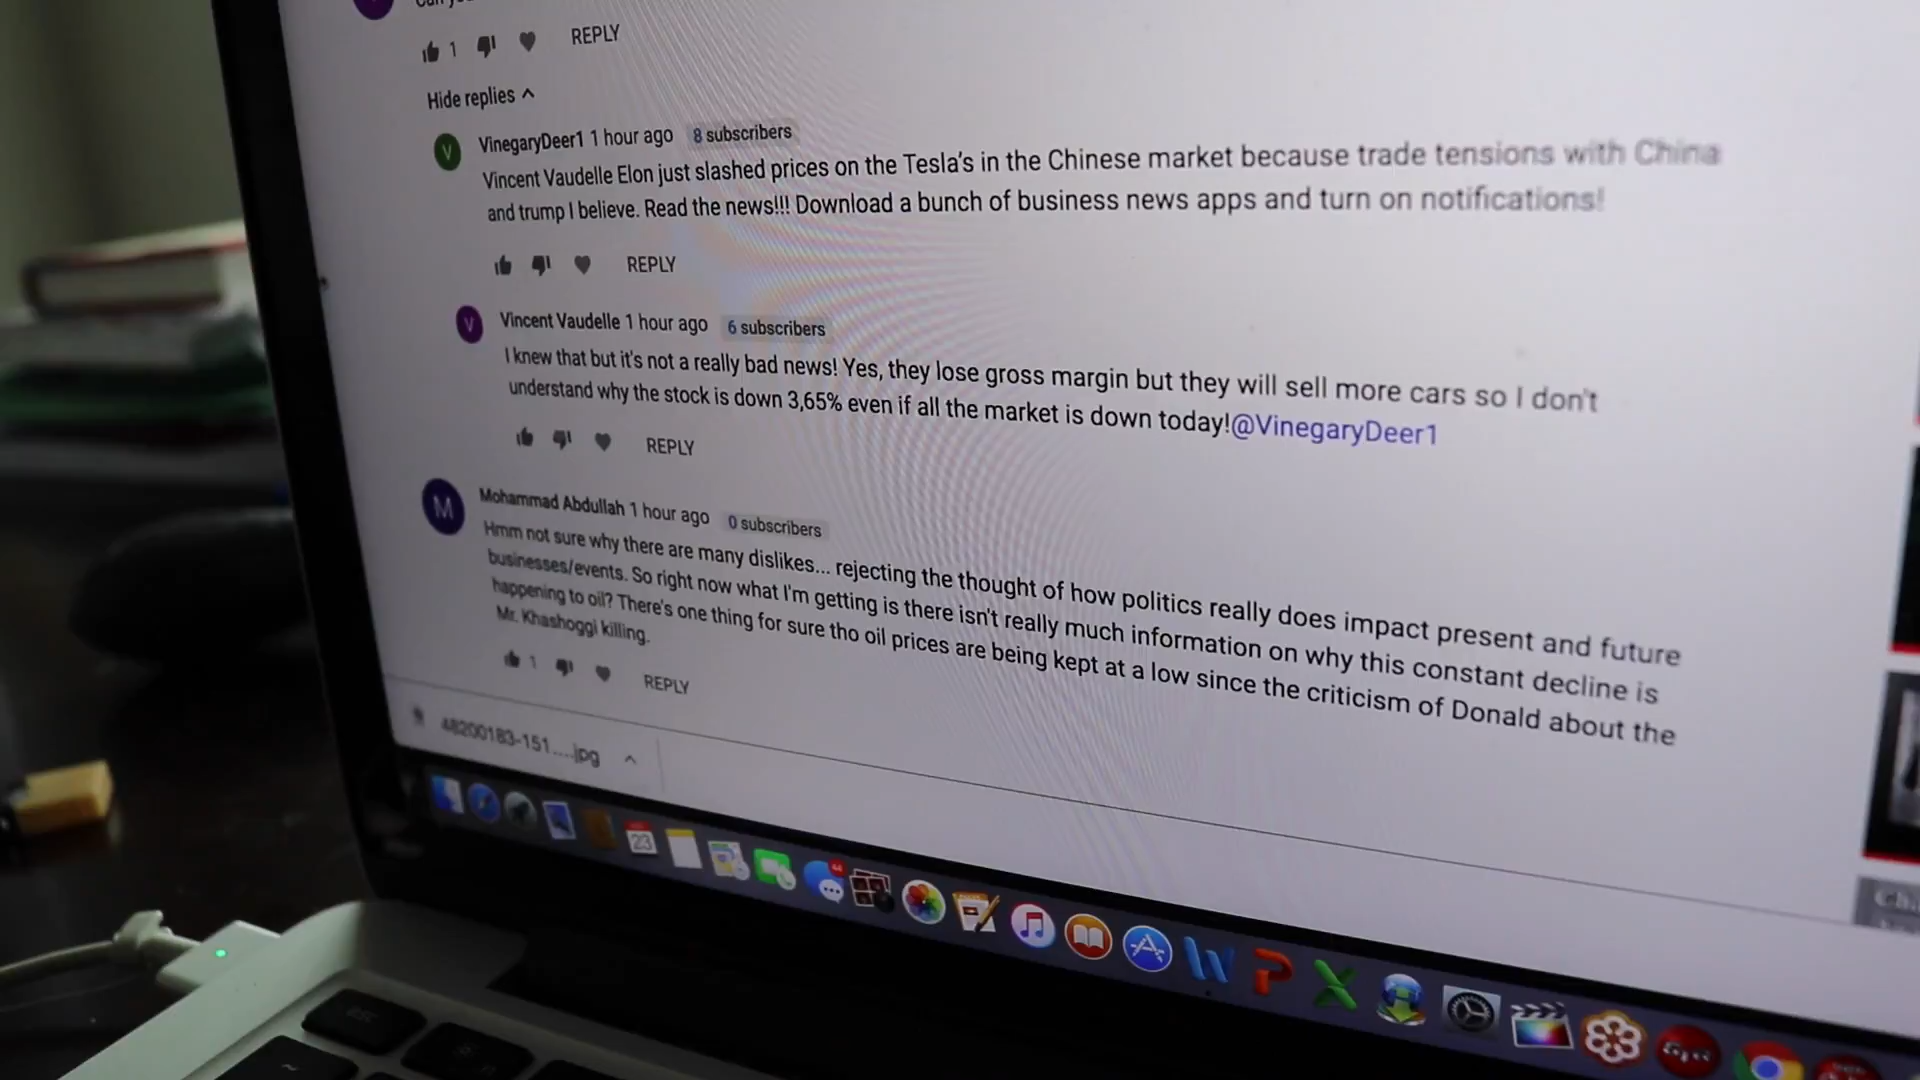 1 REPLY
Hide replies
V VinegaryDeer1 1 hour ago 8 subscribers
Vincent Vaudelle Elon just slashed prices on the Tesla's in the Chinese market because trade tensions with China
and trump I believe. Read the news!!! Download a bunch of business news apps and turn on notifications!
REPLY
V Vincent Vaudelle 1 hour ago 6 subscribers
I knew that but it's not a really bad news! Yes, they lose gross margin but they will sell more cars so I don't
understand why the stock is down 3,65% even if all the market is down today!@VinegaryDeer1
REPLY
M Mohammad Abdullah 1 hour ago 0 subscribers
Hmm not sure why there are many dislikes... rejecting the thought of how politics really does impact present and future
businesses/events. So right now what I'm getting is there isn't really much information on why this constant decline is
happening to oil? There's one thing for sure tho oil prices are being kept at a low since the criticism of Donald about the
Mr. Khashoggi killing.
1 REPLY
48200183-151....jpg
23